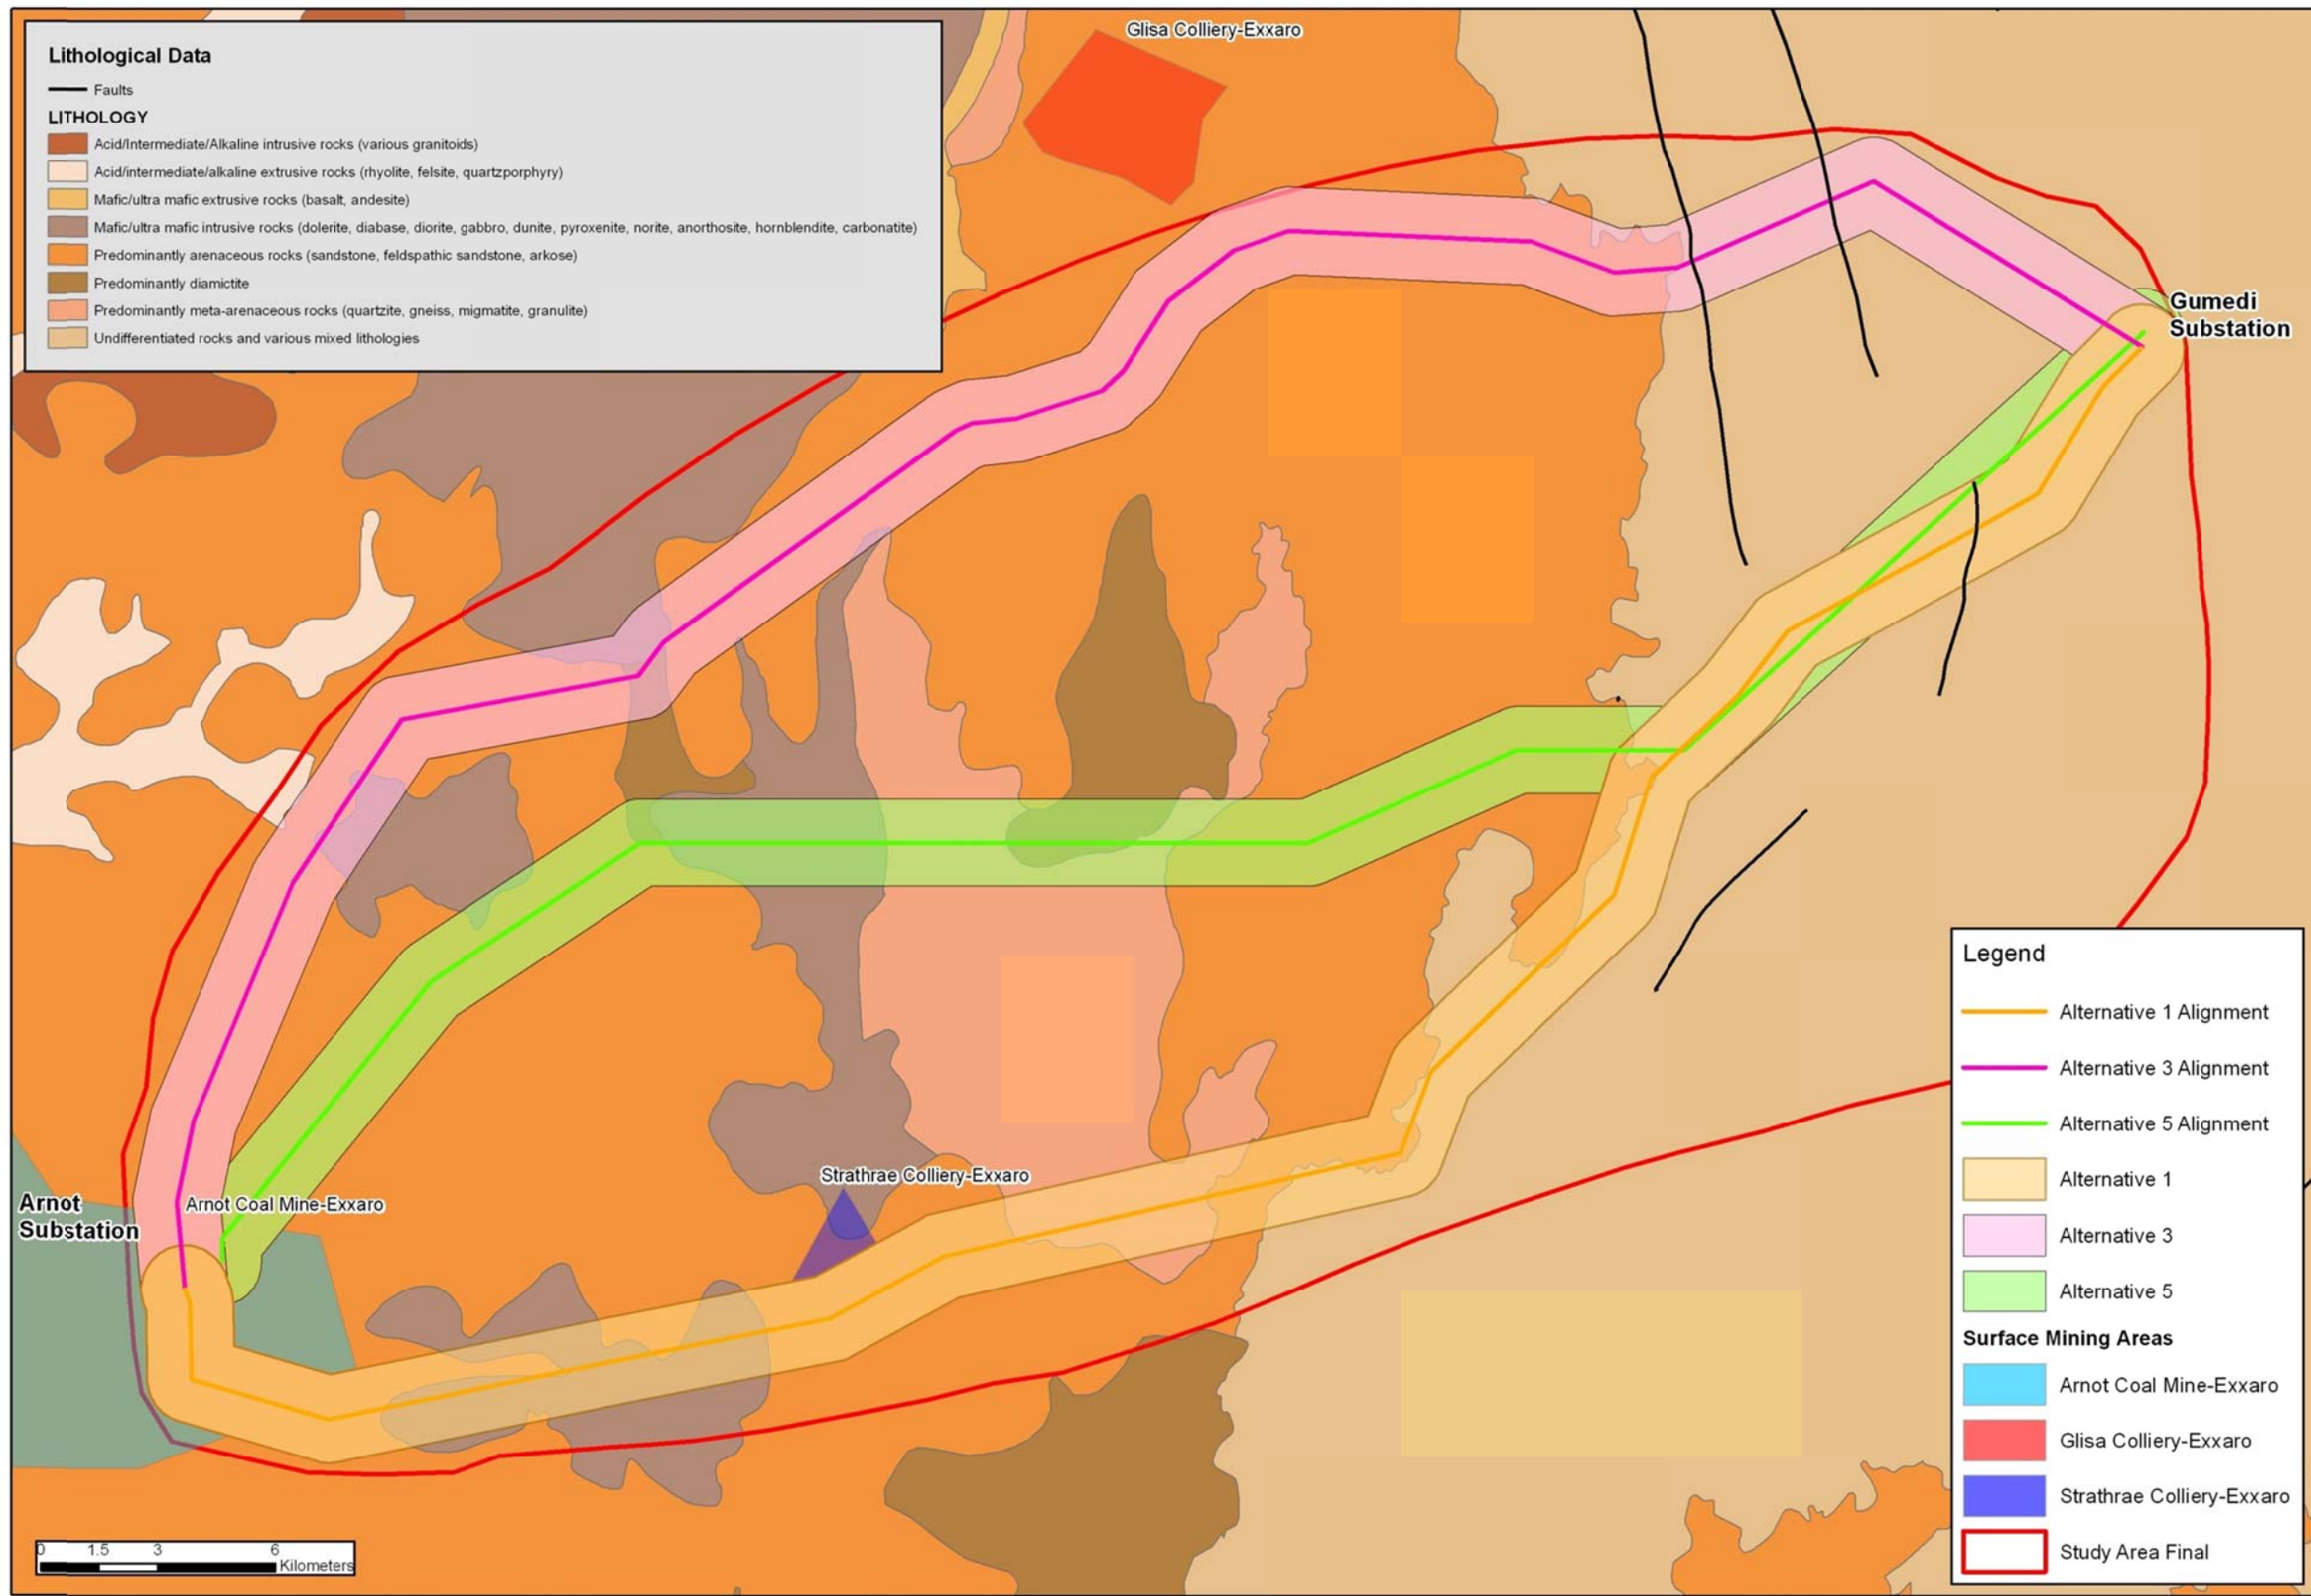 Lithological Data
Faults
LITHOLOGY
Acid/Intermediate/Alkaline intrusive rocks (various granitoids)
Acid/intermediate/alkaline extrusive rocks (rhyolite, felsite, quartzporphyry)
Mafic/ultra mafic extrusive rocks (basalt, andesite)
Mafic/ultra mafic intrusive rocks (dolerite, diabase, diorite, gabbro, dunite, pyroxenite, norite, anorthosite, hornblendite, carbonatite)
Predominantly arenaceous rocks (sandstone, feldspathic sandstone, arkose)
Predominantly diamictite
Predominantly meta-arenaceous rocks (quartzite, gneiss, migmatite, granulite)
Undifferentiated rocks and various mixed lithologies
Glisa Colliery-Exxaro
Gumedi
Substation
Strathrae Colliery-Exxaro
Arnot
Substation
Arnot Coal Mine-Exxaro
Legend
Alternative 1 Alignment
Alternative 3 Alignment
Alternative 5 Alignment
Alternative 1
Alternative 3
Alternative 5
Surface Mining Areas
Arnot Coal Mine-Exxaro
Glisa Colliery-Exxaro
Strathrae Colliery-Exxaro
Study Area Final
0 1.5 3 6
Kilometers